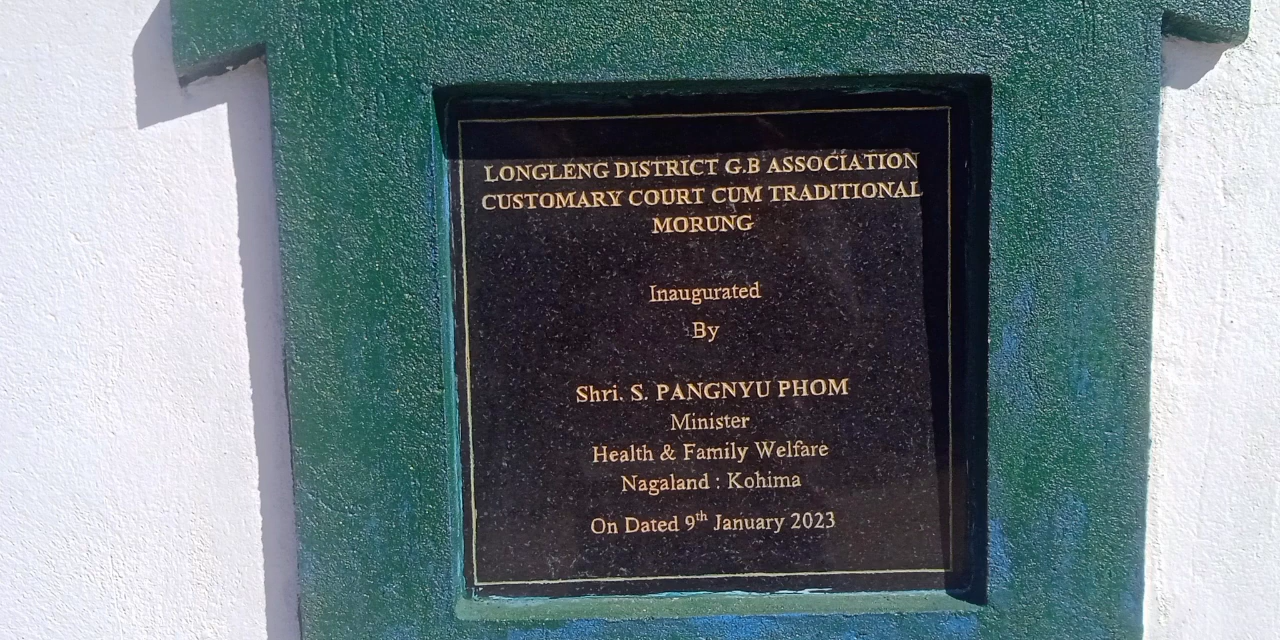 LONGLENG DISTRICT G.B ASSOCIATION
CUSTOMARY COURT CUM TRADITIONAL
MORUNG
Inaugurated
By
Shri. S. PANGNYU PHOM
Minister
Health & Family Welfare
Nagaland : Kohima
On Dated 9th January 2023